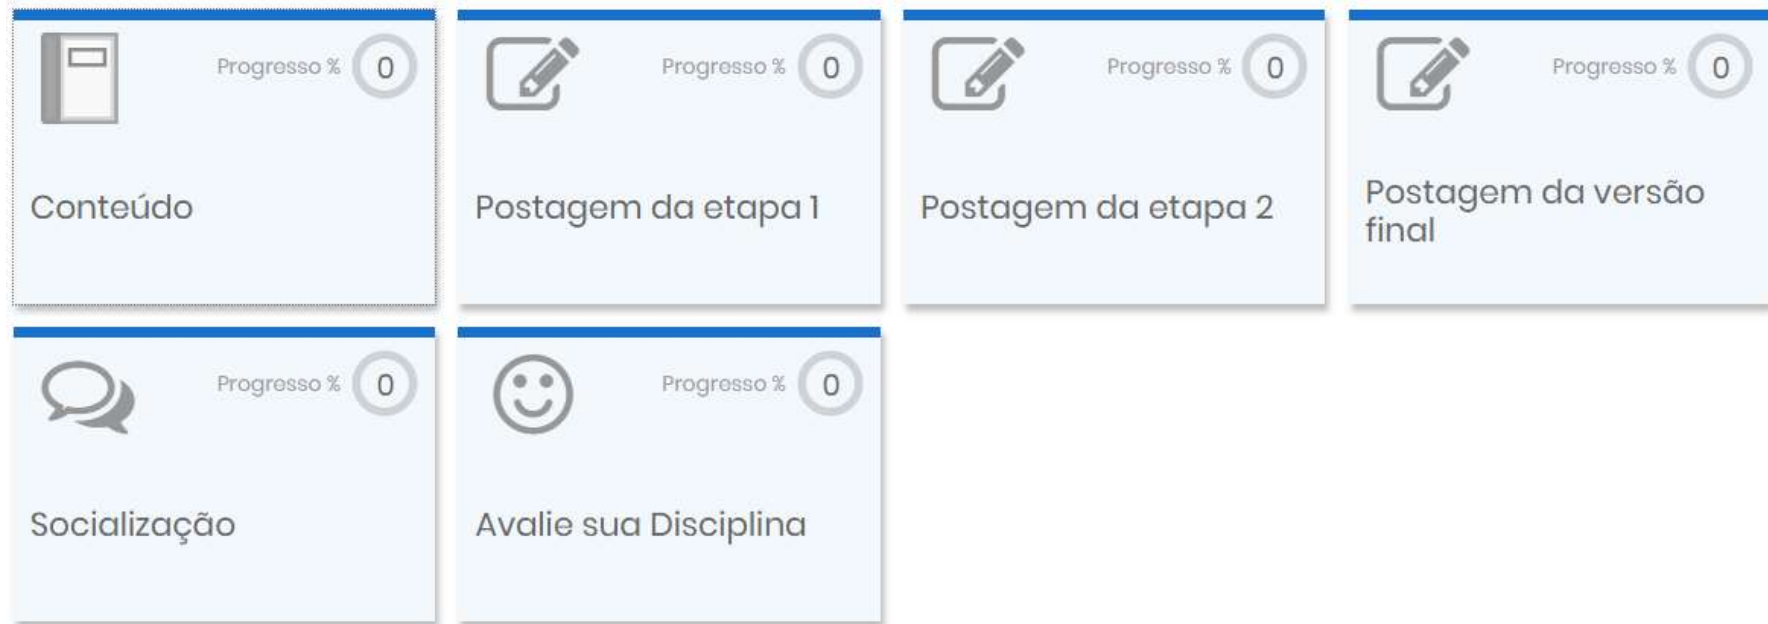 Progresso % 0
Conteúdo
Progresso % 0
Postagem da etapa 1
Progresso % 0
Postagem da etapa 2
Progresso % 0
Postagem da versão
final
Progresso % 0
Socialização
Progresso % 0
Avalie sua Disciplina